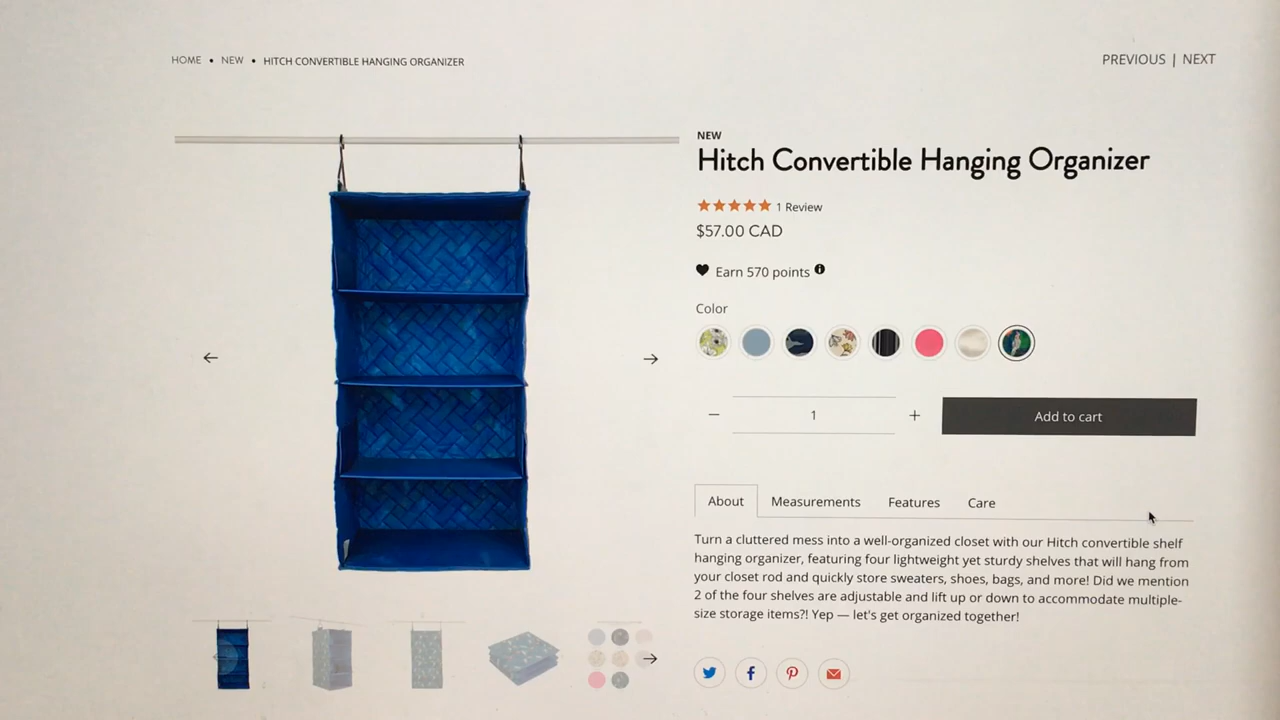 HOME • NEW • HITCH CONVERTIBLE HANGING ORGANIZER
PREVIOUS | NEXT
NEW
Hitch Convertible Hanging Organizer
1 Review
$57.00 CAD
Earn 570 points
Color
− 1 +
Add to cart
About Measurements Features Care
Turn a cluttered mess into a well-organized closet with our Hitch convertible shelf
hanging organizer, featuring four lightweight yet sturdy shelves that will hang from
your closet rod and quickly store sweaters, shoes, bags, and more! Did we mention
2 of the four shelves are adjustable and lift up or down to accommodate multiple-
size storage items?! Yep — let's get organized together!